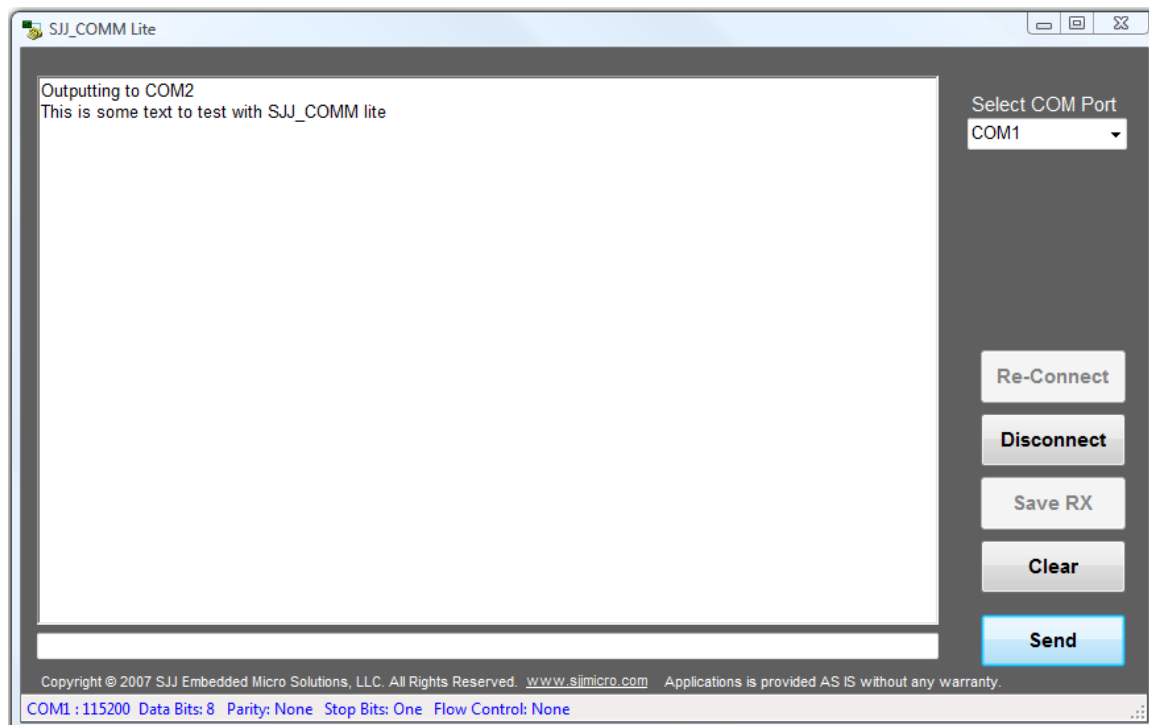 SJJ_COMM Lite
Outputting to COM2
This is some text to test with SJJ_COMM lite
Select COM Port
COM1
Re-Connect
Disconnect
Save RX
Clear
Send
Copyright © 2007 SJJ Embedded Micro Solutions, LLC. All Rights Reserved. www.sjjmicro.com Applications is provided AS IS without any warranty.
COM1 : 115200 Data Bits: 8 Parity: None Stop Bits: One Flow Control: None